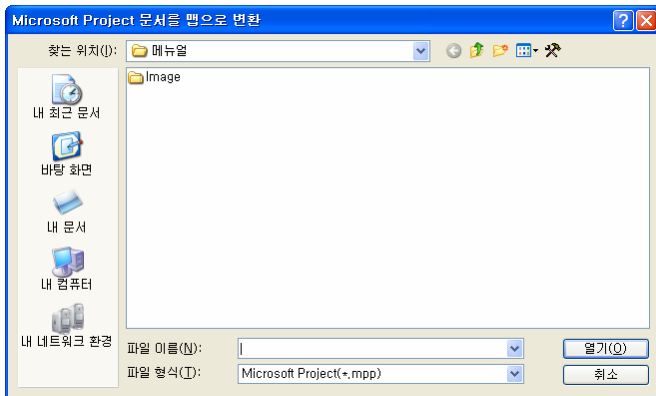 Microsoft Project 문서를 맵으로 변환
찾는 위치(I):
메뉴얼
Image
내 최근 문서
바탕 화면
내 문서
내 컴퓨터
내 네트워크 환경
파일 이름(N):
열기(O)
파일 형식(T):
Microsoft Project(*.mpp)
취소